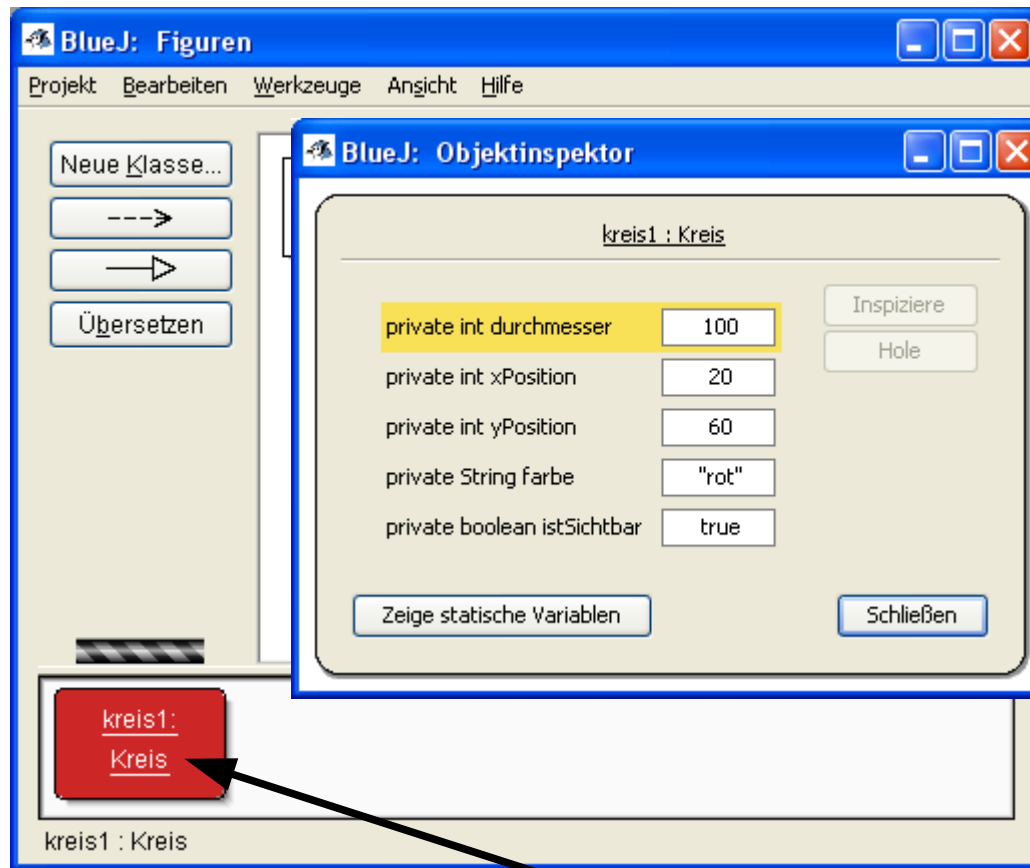 BlueJ: Figuren
Projekt Bearbeiten Werkzeuge Ansicht Hilfe
Neue Klasse...
Übersetzen
BlueJ: Objektinspektor
kreis1 : Kreis
private int durchmesser 100
private int xPosition 20
private int yPosition 60
private String farbe "rot"
private boolean istSichtbar true
Inspiziere
Hole
Zeige statische Variablen
Schließen
kreis1:
Kreis
kreis1 : Kreis